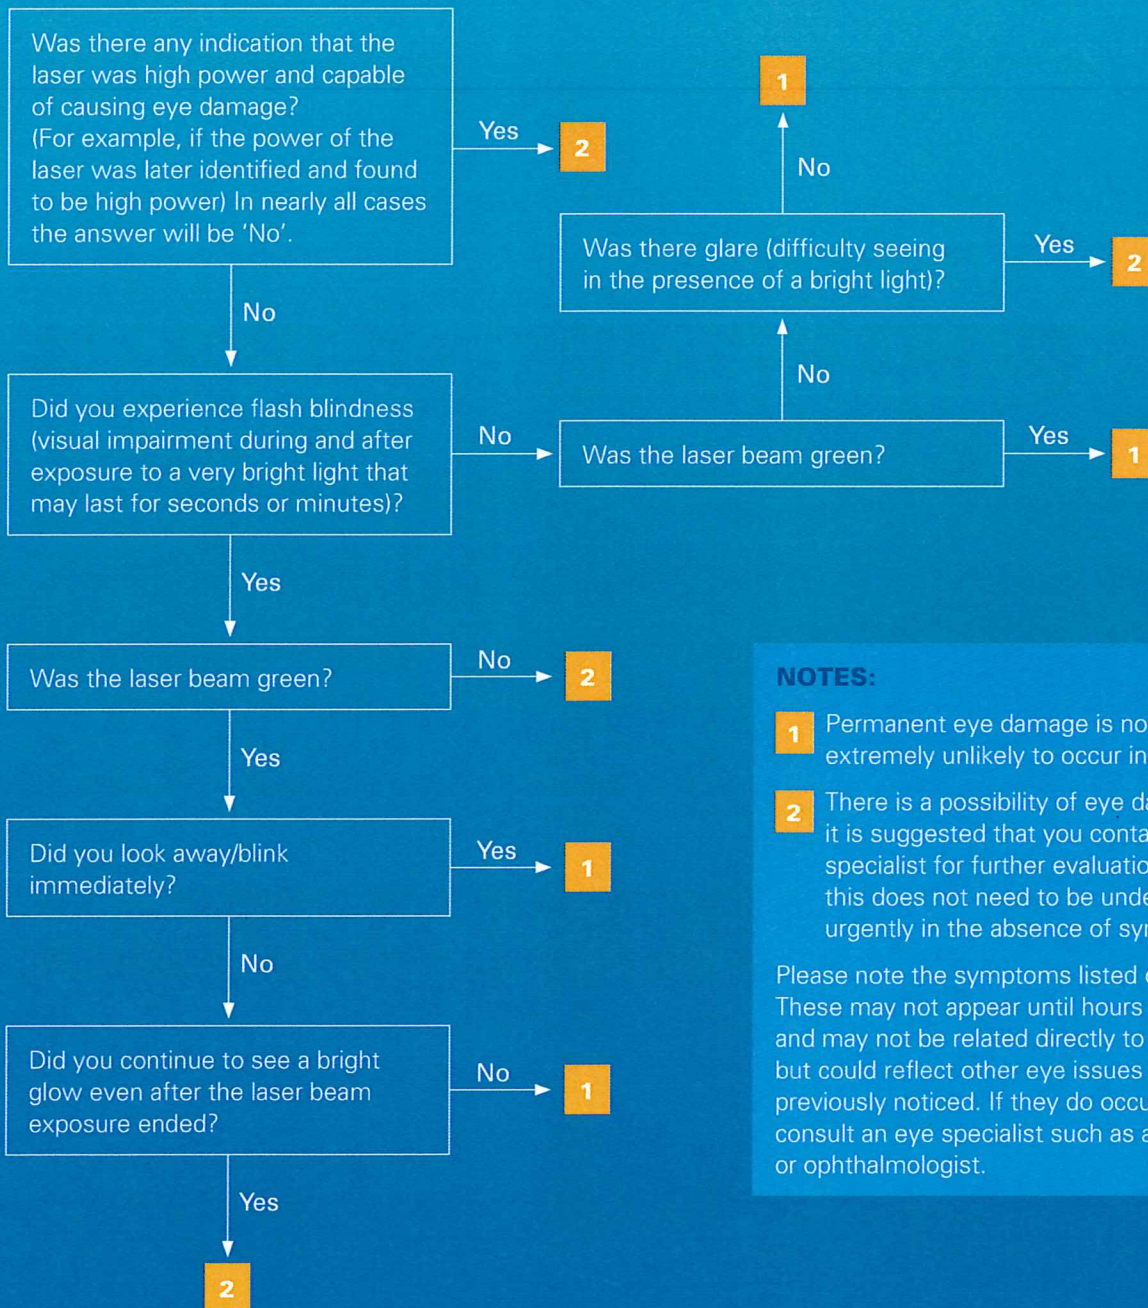 Was there any indication that the
laser was high power and capable
of causing eye damage?
(For example, if the power of the
laser was later identified and found
to be high power) In nearly all cases
the answer will be 'No'.
Yes
2
No
Did you experience flash blindness
(visual impairment during and after
exposure to a very bright light that
may last for seconds or minutes)?
No
Was the laser beam green?
Yes
1
No
Was there glare (difficulty seeing
in the presence of a bright light)?
Yes
2
No
1
Yes
Was the laser beam green?
No
2
Yes
Did you look away/blink
immediately?
Yes
1
No
Did you continue to see a bright
glow even after the laser beam
exposure ended?
No
1
Yes
2
NOTES:
1 Permanent eye damage is
extremely unlikely to occur in
2 There is a possibility of eye
it is suggested that you
specialist for further
this does not need to be
urgently in the absence of
Please note the symptoms listed
These may not appear until hours
and may not be related directly to
but could reflect other eye issues
previously noticed. If they do
consult an eye specialist such as
or ophthalmologist.